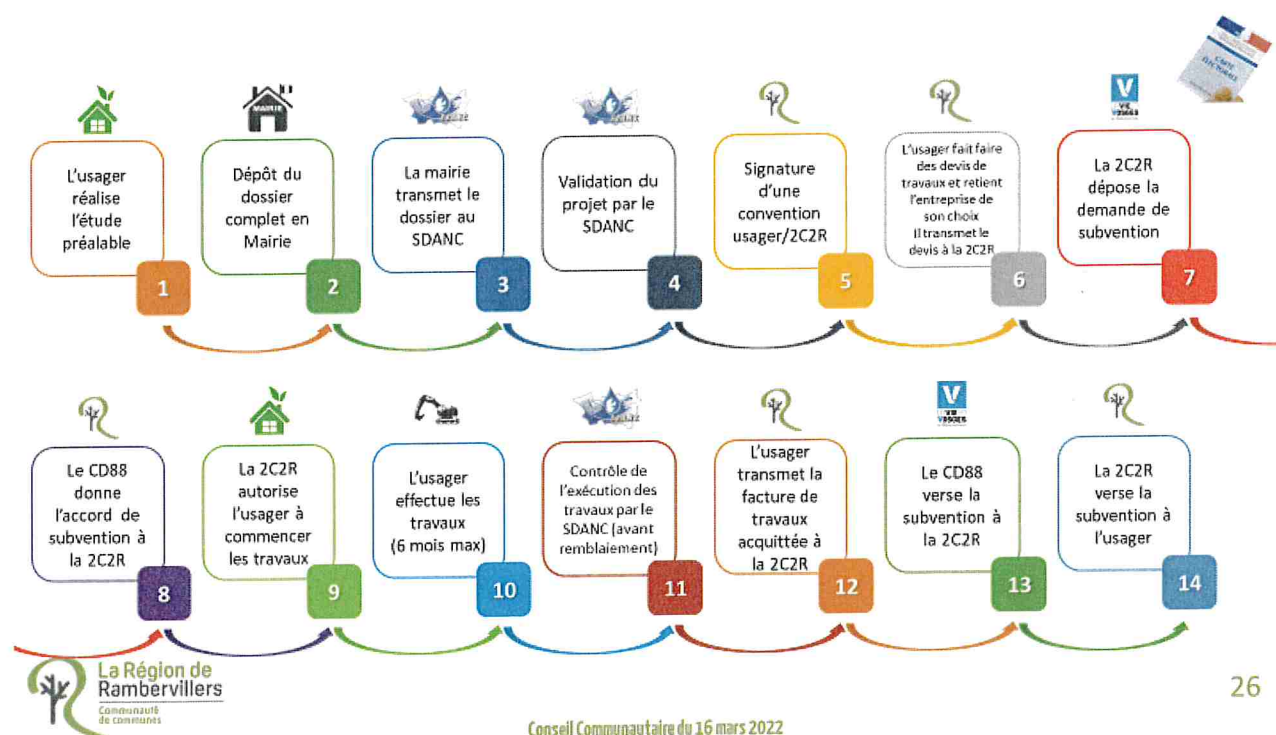 CARTE
ÉLECTORALE
MAIRIE
V
VIE
VOSGES
L'usager
réalise
l'étude
préalable
1
Dépôt du
dossier
complet en
Mairie
2
La mairie
transmet le
dossier au
SDANC
3
Validation du
projet par le
SDANC
4
Signature
d'une
convention
usager/2C2R
5
L'usager fait faire
des devis de
travaux et retient
l'entreprise de
son choix
Il transmet le
devis à la 2C2R
6
La 2C2R
dépose la
demande de
subvention
7
V
VIE
VOSGES
Le CD88
donne
l'accord de
subvention à
la 2C2R
8
La 2C2R
autorise
l'usager à
commencer
les travaux
9
L'usager
effectue les
travaux
(6 mois max)
10
Contrôle de
l'exécution des
travaux par le
SDANC (avant
remblaiement)
11
L'usager
transmet la
facture de
travaux
acquittée à
la 2C2R
12
Le CD88
verse la
subvention à
la 2C2R
13
La 2C2R
verse la
subvention à
l'usager
14
La Région de
Rambervillers
Communauté
de communes
26
Conseil Communautaire du 16 mars 2022